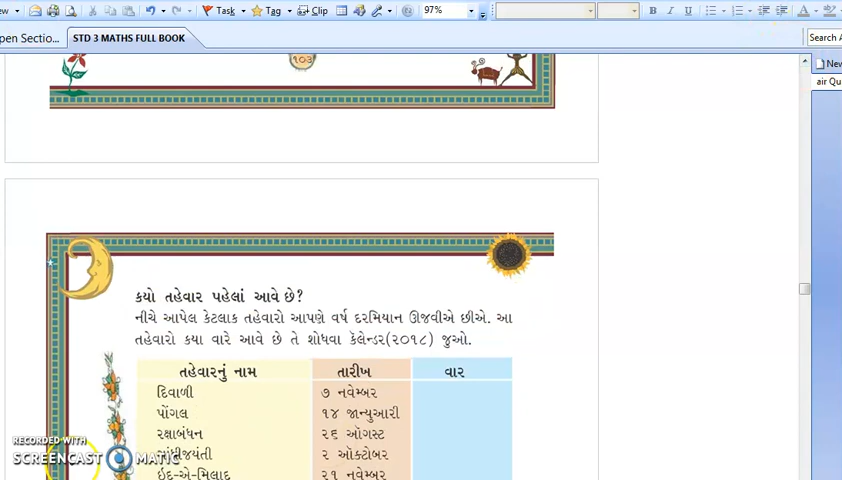 Task
Tag
Clip
97%
B I U
Search
pen Sectio...
STD 3 MATHS FULL BOOK
New
air Qu
103
કયો તહેવાર પહેલાં આવે છે?
નીચે આપેલ કેટલાક તહેવારો આપણે વર્ષ દરમિયાન ઊજવીએ છીએ. આ
તહેવારો કયા વારે આવે છે તે શોધવા કૅલેન્ડર(૨૦૧૮) જુઓ.
તહેવારનું નામ તારીખ વાર
દિવાળી ૭ નવેમ્બર
પોંગલ ૧૪ જાન્યુઆરી
રક્ષાબંધન ૨૬ ઑગસ્ટ
ગાંધીજયંતી ૨ ઑક્ટોબર
ઇદ-એ-મિલાદ ૨૧ નવેમ્બર
RECORDED WITH
SCREENCAST MATIC